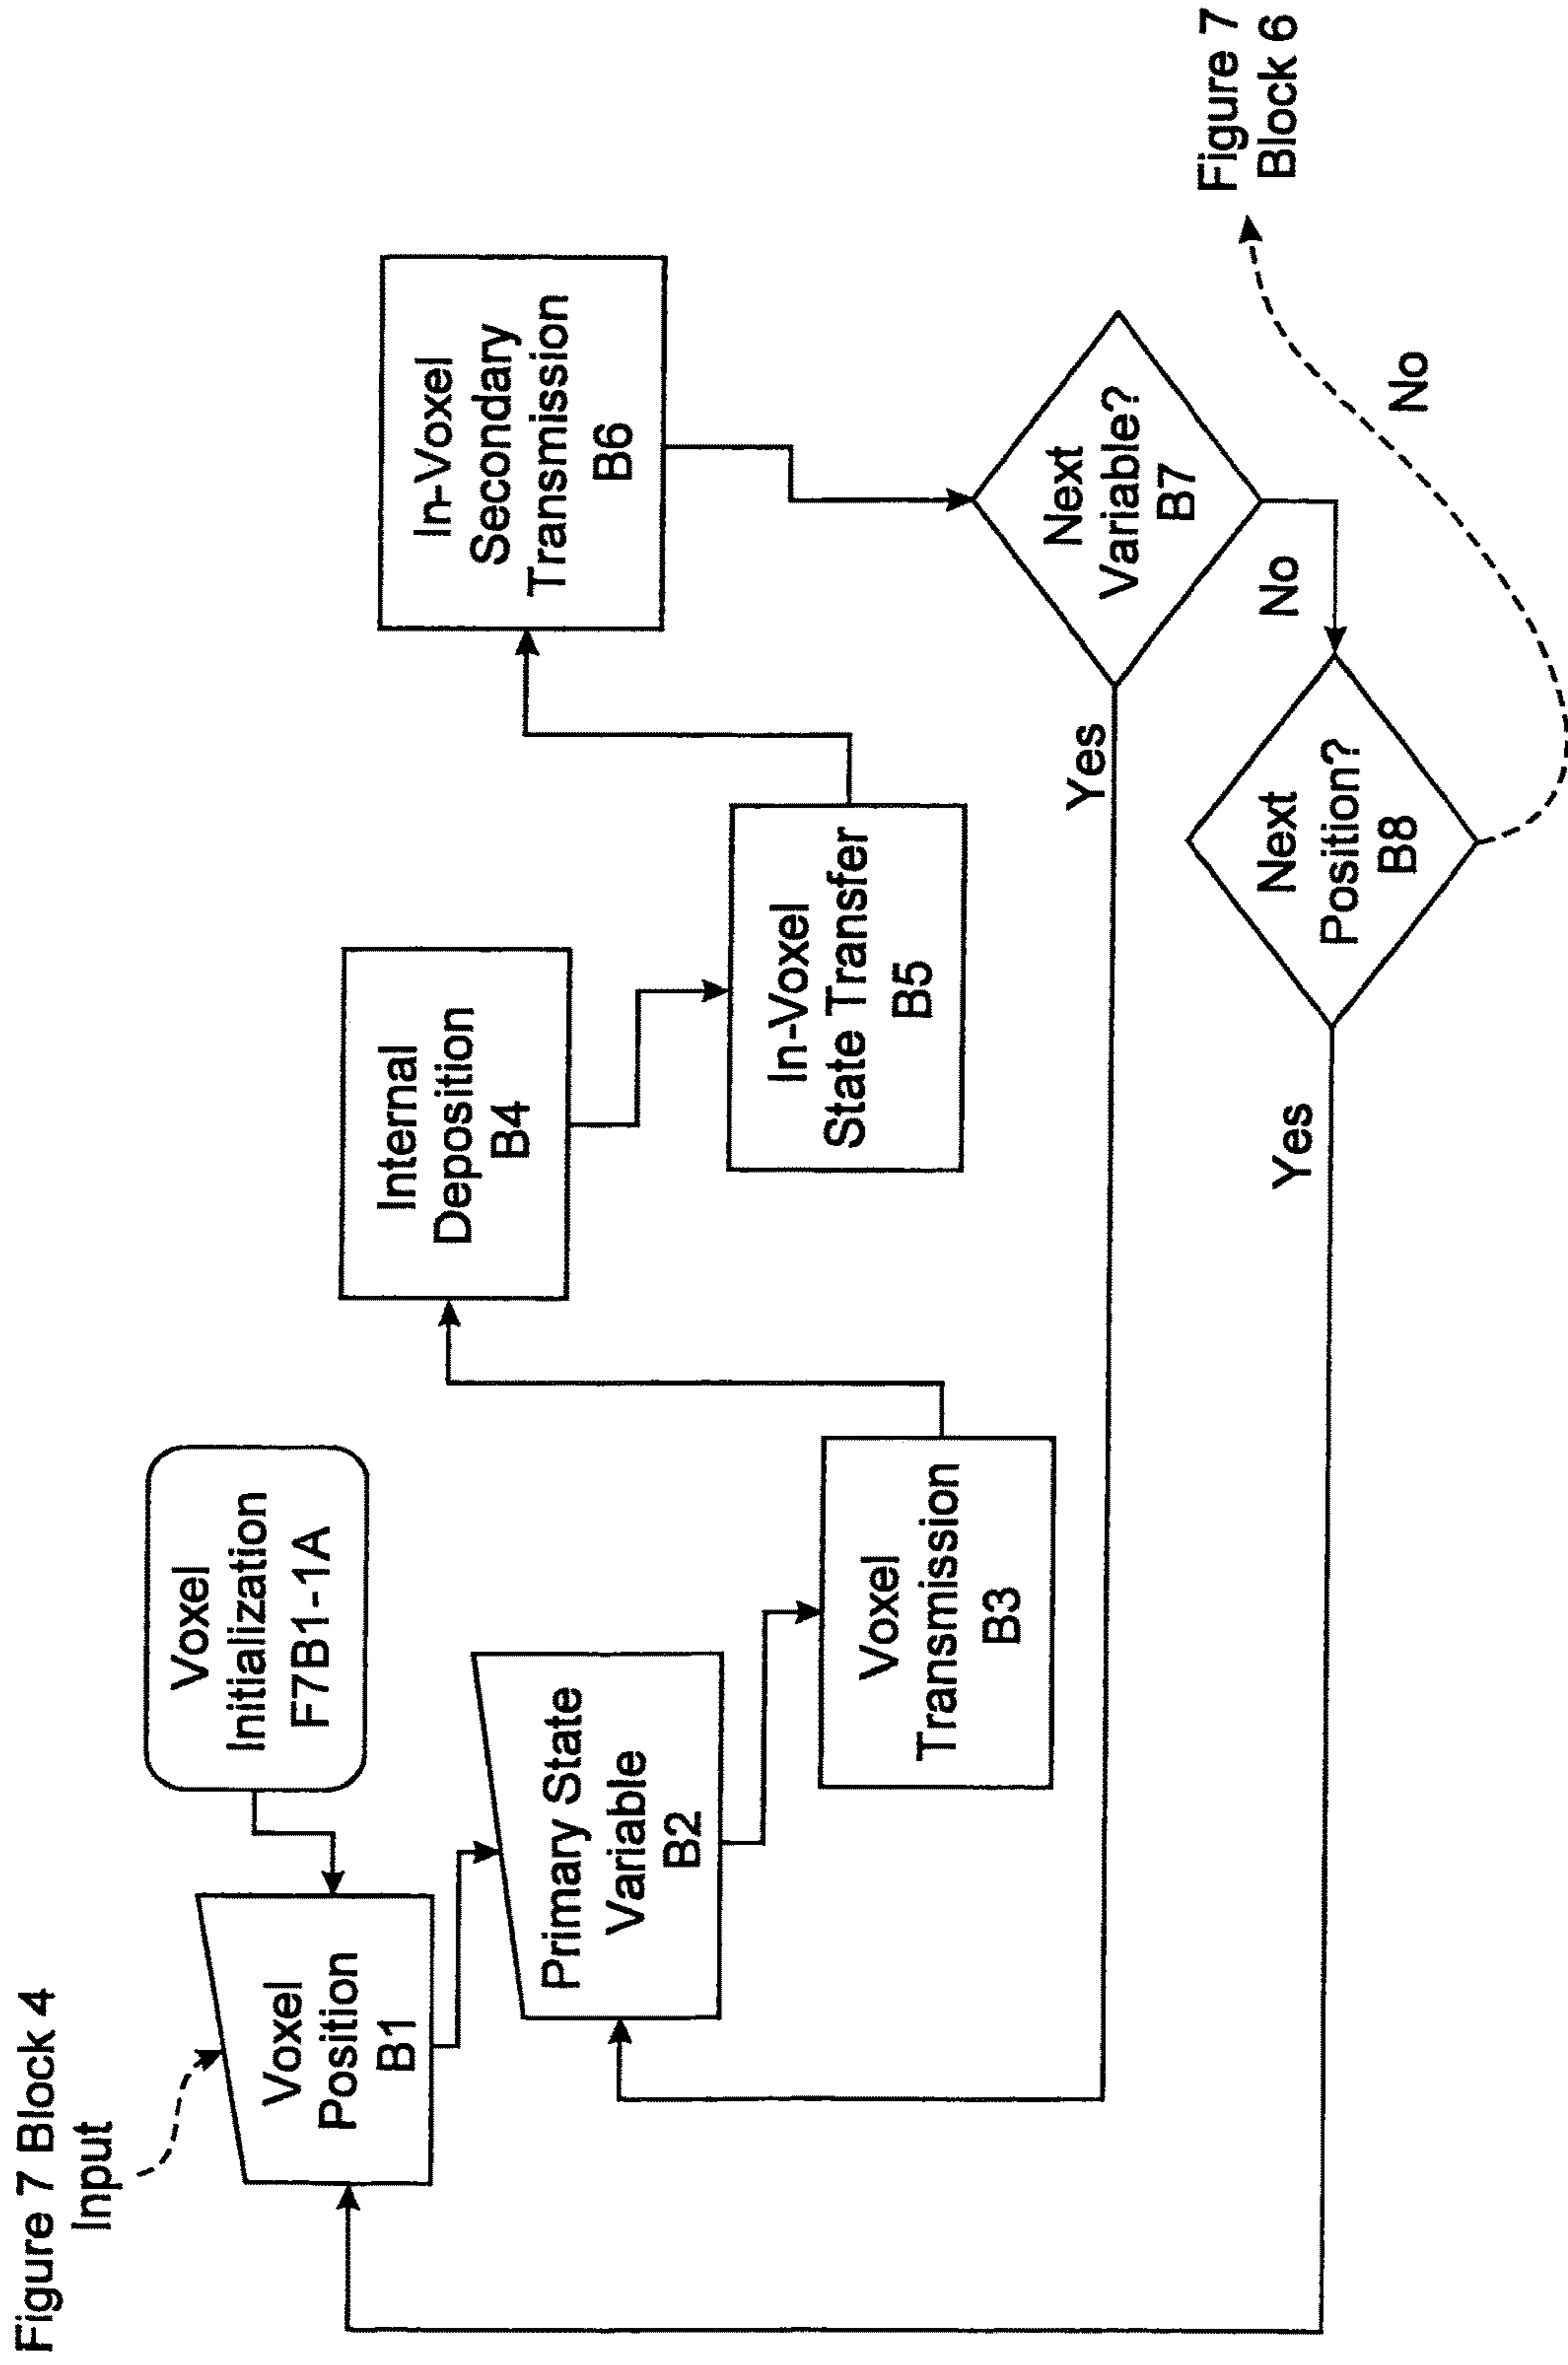 Figure 7 Block 4
Input
Voxel
Initialization
F7B1-1A
Voxel
Position
B1
Primary State
Variable
B2
Voxel
Transmission
B3
Internal
Deposition
B4
In-Voxel
State Transfer
B5
In-Voxel
Secondary
Transmission
B6
Next
Variable?
B7
Yes
No
Next
Position?
B8
Yes
No
Figure 7
Block 6